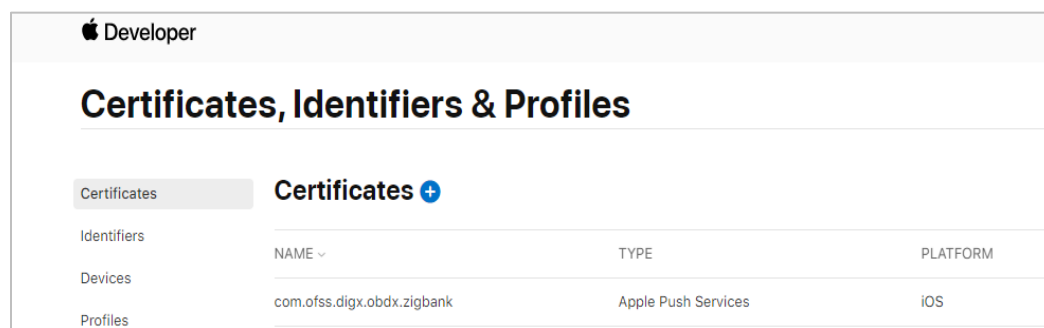 Developer
Certificates, Identifiers & Profiles
Certificates
Identifiers
Devices
Profiles
Certificates
NAME TYPE PLATFORM
com.ofss.digx.obdx.zigbank Apple Push Services iOS